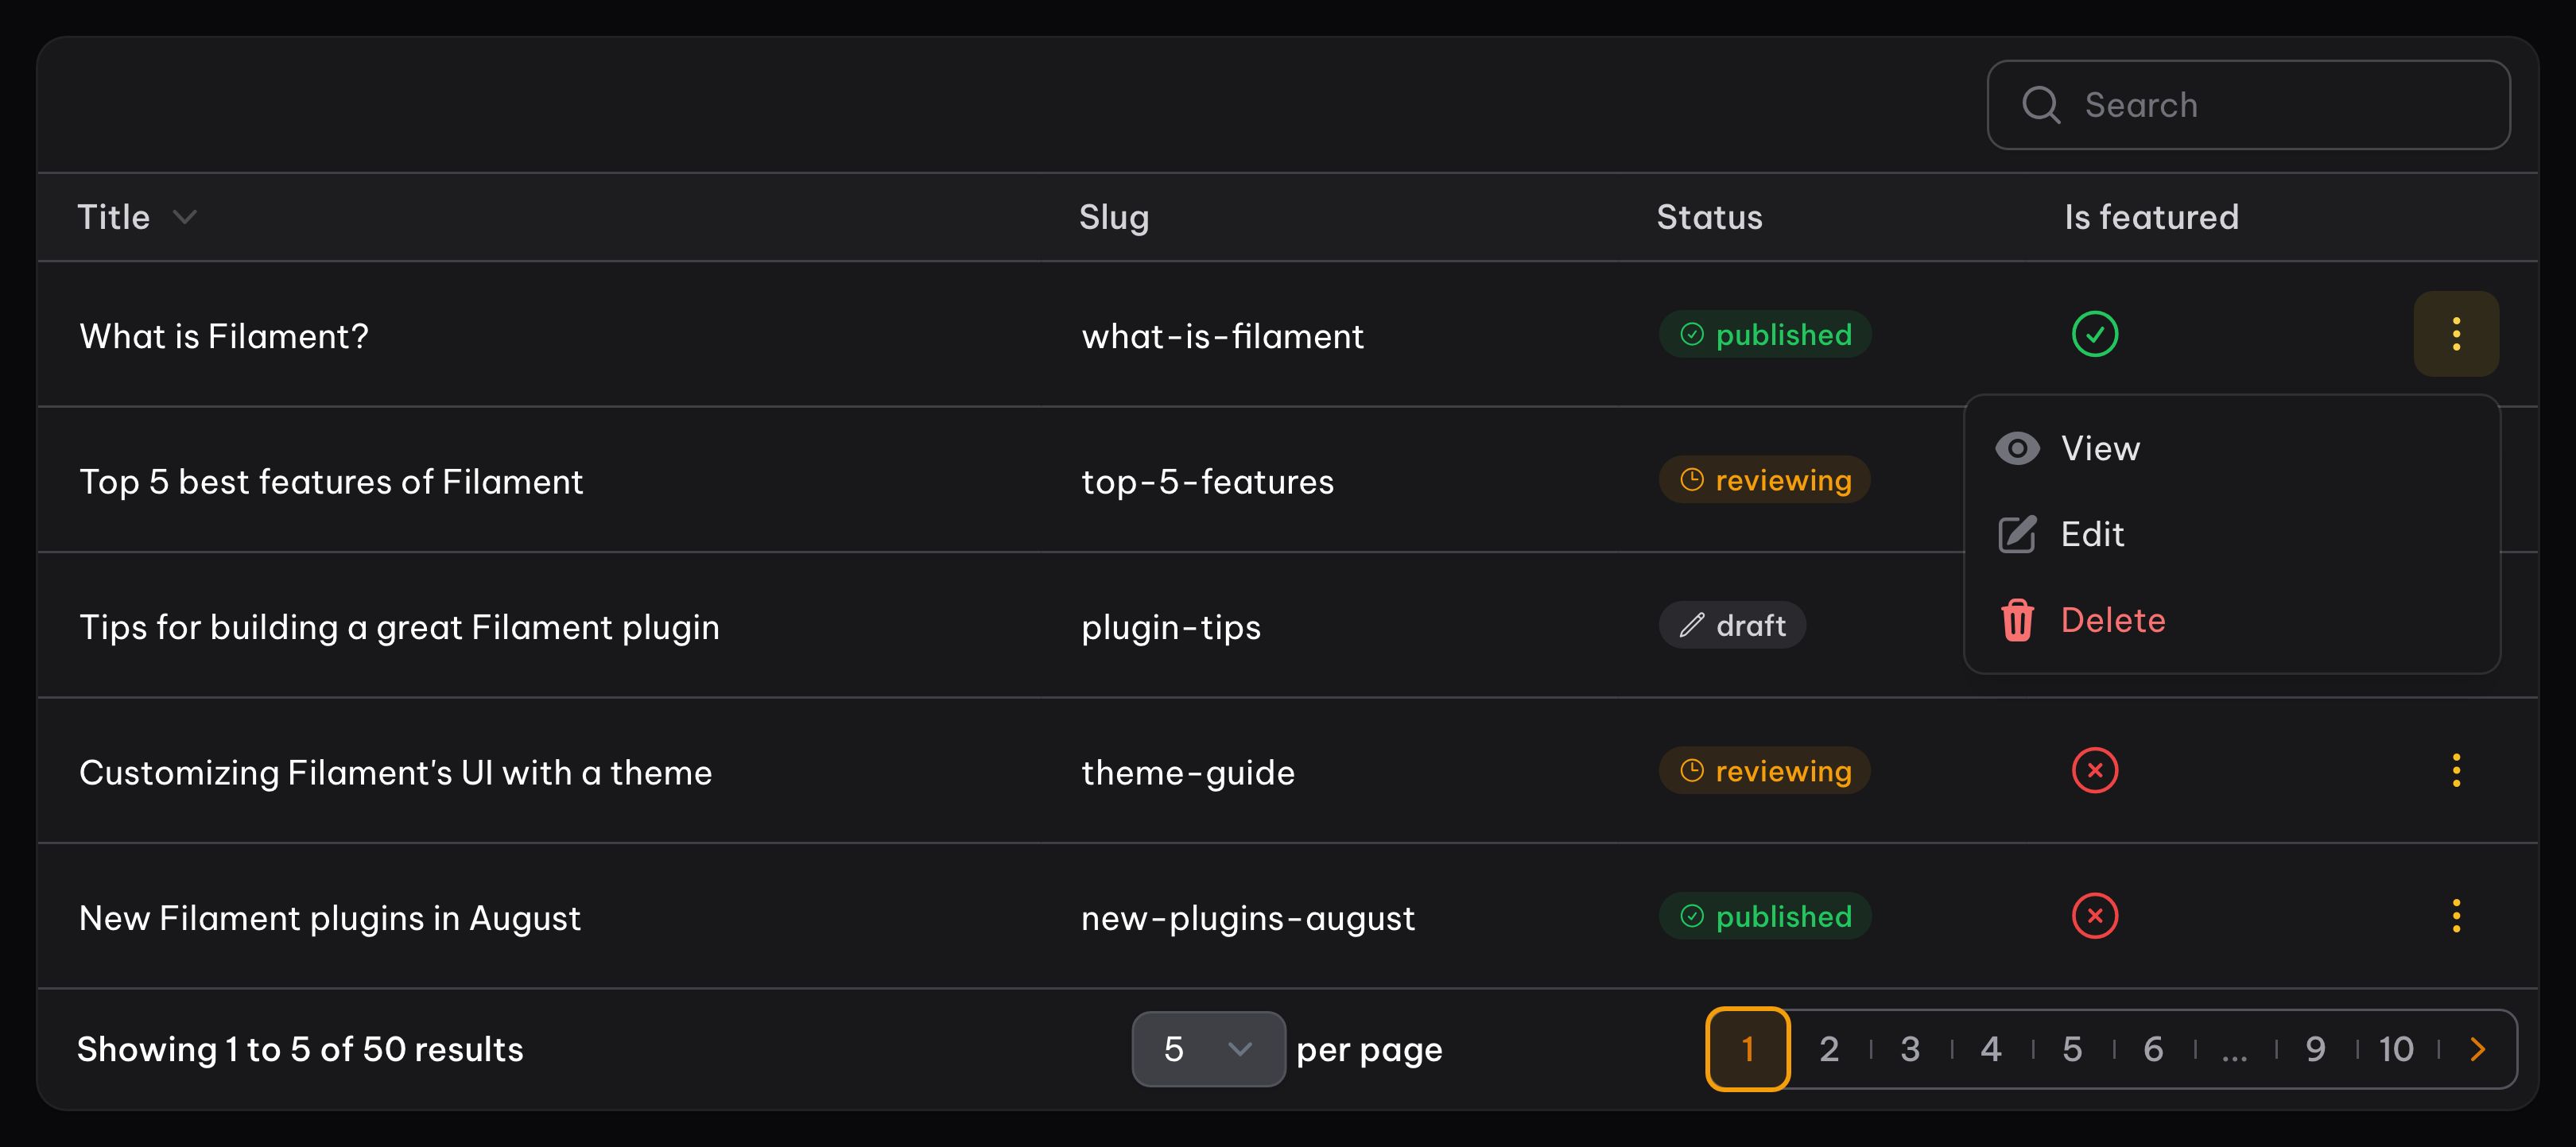 Search
Title Slug Status Is featured
What is Filament? what-is-filament published
Top 5 best features of Filament top-5-features reviewing
View
Edit
Tips for building a great Filament plugin plugin-tips draft
Delete
Customizing Filament's UI with a theme theme-guide reviewing
New Filament plugins in August new-plugins-august published
Showing 1 to 5 of 50 results 5 per page 1 2 3 4 5 6 ... 9 10